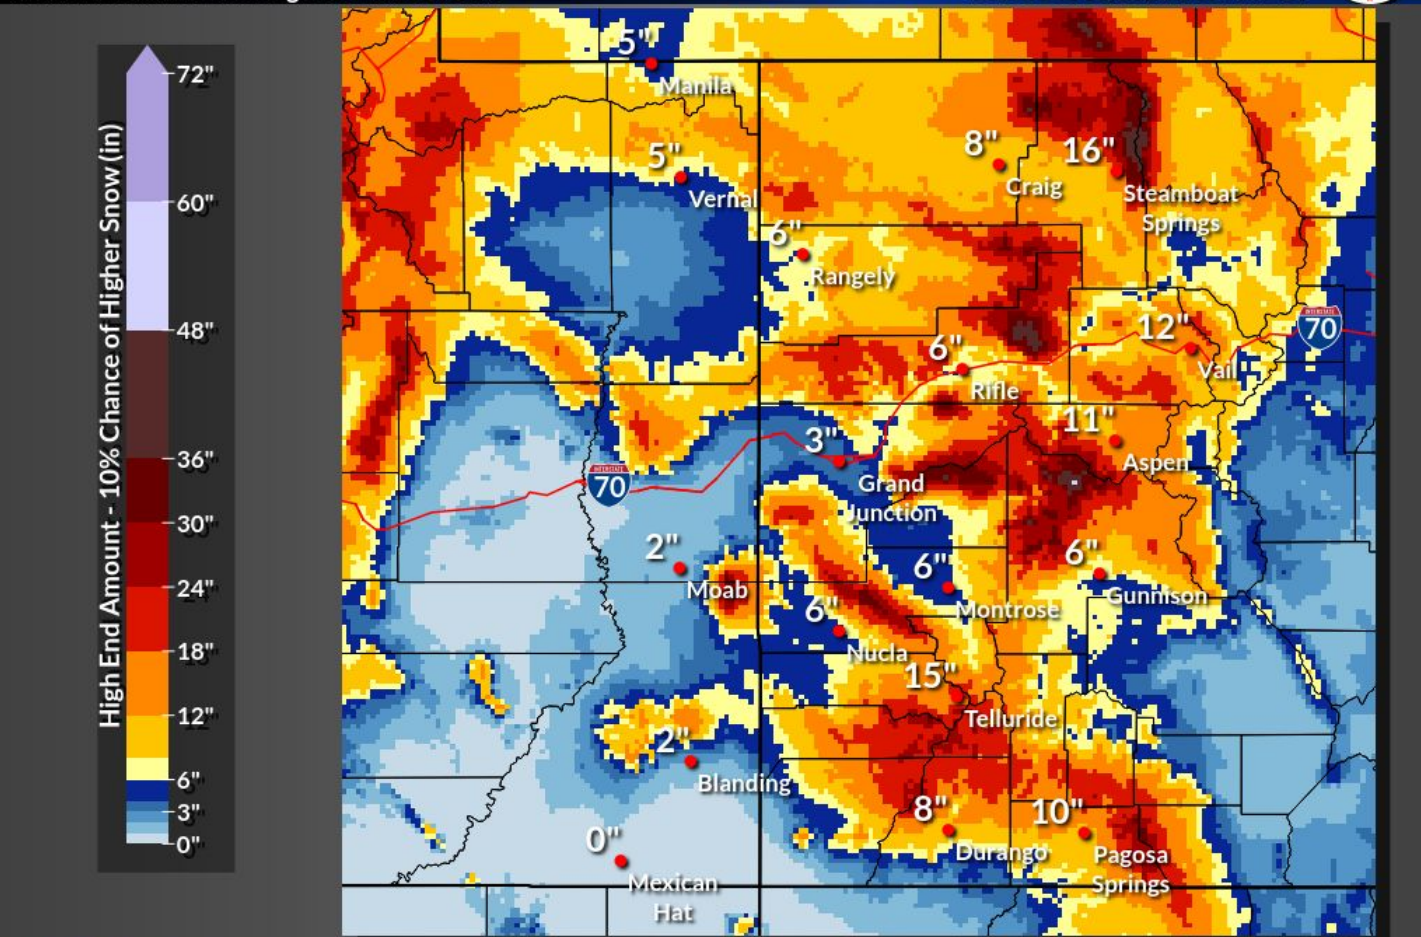 High End Amount - 10% Chance of Higher Snow (in)
72"
60"
48"
36"
30"
24"
18"
12"
6"
3"
0"
5"
Manila
5"
Vernal
8"
Craig
16"
Steamboat
Springs
6"
Rangely
INTERSTATE
70
12"
Vail
6"
Rifle
11"
Aspen
3"
Grand
Junction
INTERSTATE
70
2"
Moab
6"
Montrose
6"
Gunnison
6"
Nucla
15"
Telluride
2"
Blanding
8"
Durango
10"
Pagosa
Springs
0"
Mexican
Hat